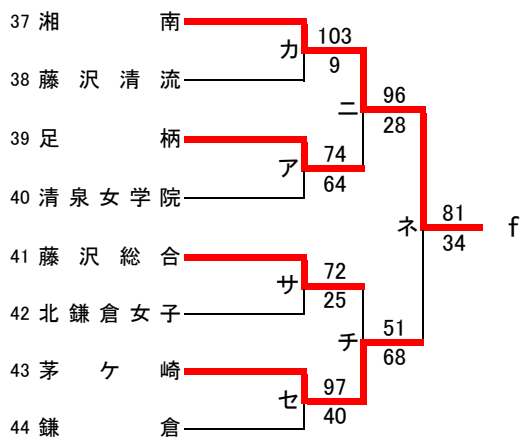 37 湘南
カ 103
9
38 藤沢清流
ニ 96
28
39 足柄
ア 74
64
40 清泉女学院
ネ 81
34
f
41 藤沢総合
サ 72
25
42 北鎌倉女子
チ 51
68
43 茅ケ崎
セ 97
40
44 鎌倉